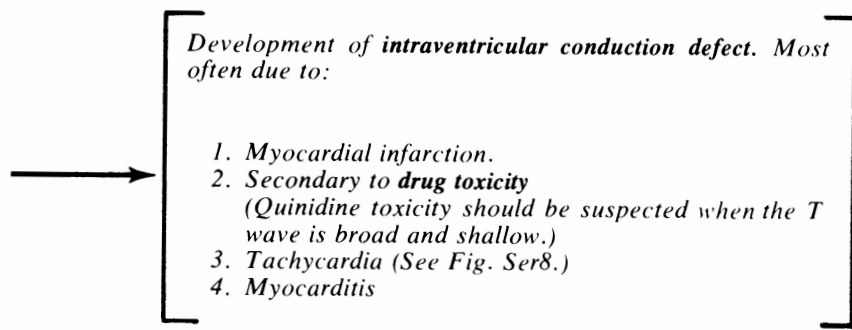 Development of intraventricular conduction defect. Most
often due to:
1. Myocardial infarction.
2. Secondary to drug toxicity
(Quinidine toxicity should be suspected when the T
wave is broad and shallow.)
3. Tachycardia (See Fig. Ser8.)
4. Myocarditis